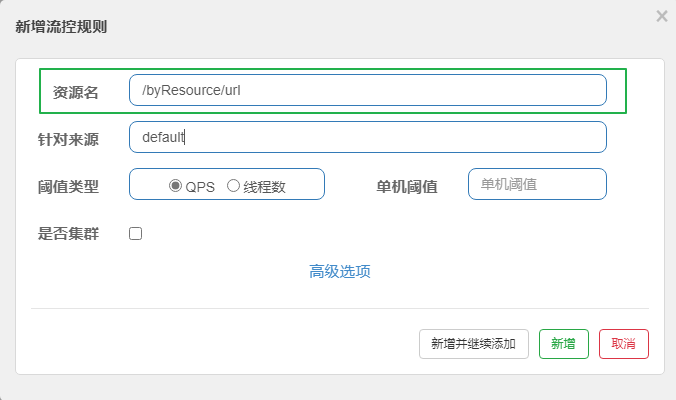 新增流控规则
×
资源名 /byResource/url
针对来源 default
阈值类型 QPS 线程数 单机阈值 单机阈值
是否集群
高级选项
新增并继续添加 新增 取消